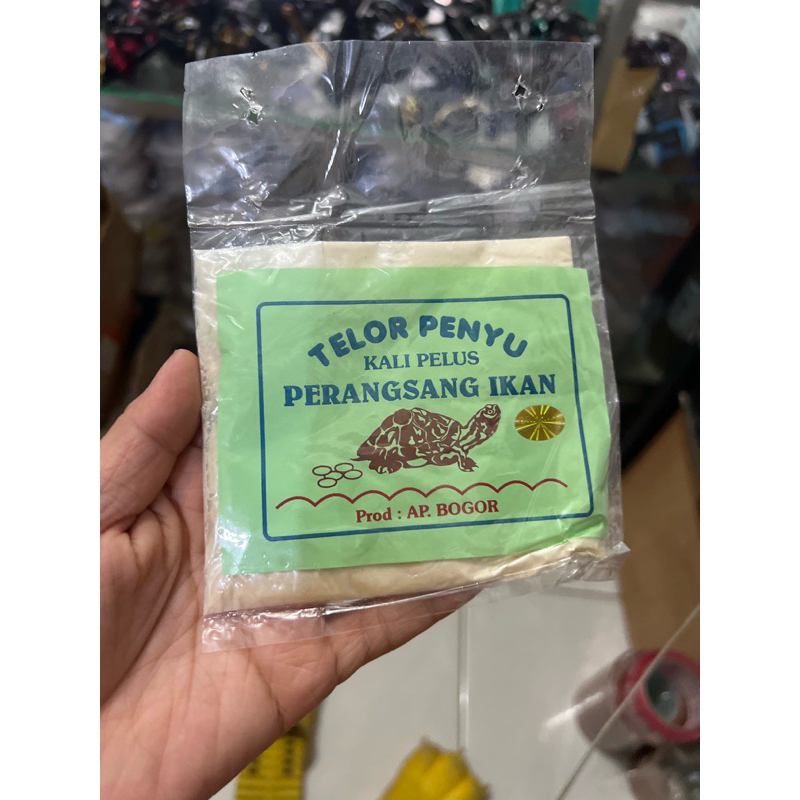 TELOR PENYU
KALI PELUS
PERANGSANG IKAN
Prod : AP. BOGOR